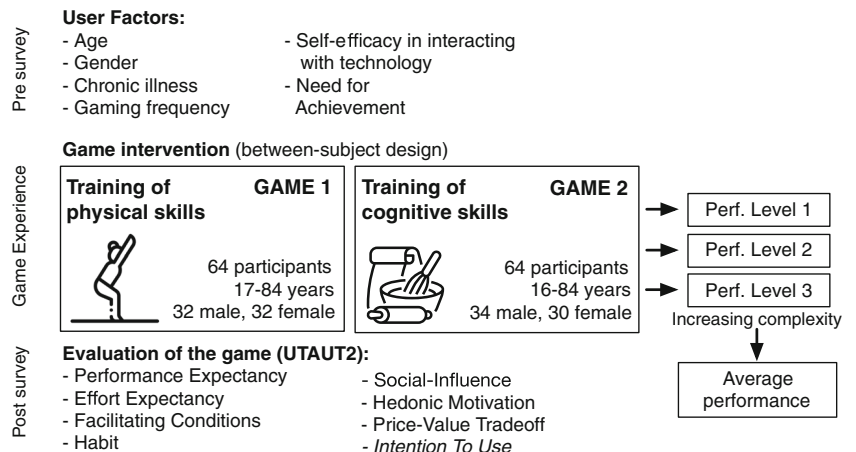 Pre survey
User Factors:
- Age
- Gender
- Chronic illness
- Gaming frequency
- Self-efficacy in interacting
with technology
- Need for
Achievement
Game Experience
Game intervention (between-subject design)
Training of
physical skills
GAME 1
64 participants
17-84 years
32 male, 32 female
Training of
cognitive skills
GAME 2
64 participants
16-84 years
34 male, 30 female
Perf. Level 1
Perf. Level 2
Perf. Level 3
Increasing complexity
Average
performance
Post survey
Evaluation of the game (UTAUT2):
- Performance Expectancy
- Effort Expectancy
- Facilitating Conditions
- Habit
- Social-Influence
- Hedonic Motivation
- Price-Value Tradeoff
- Intention To Use